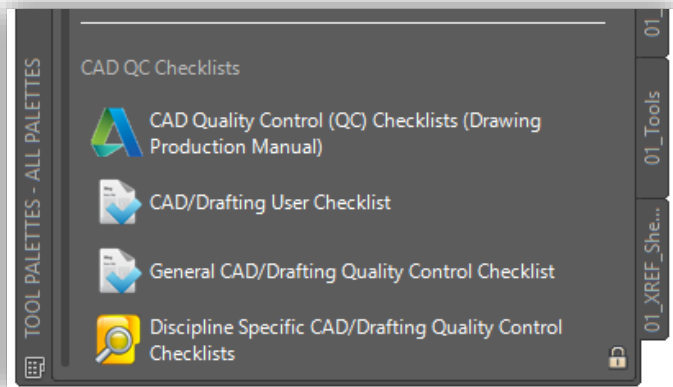 CAD QC Checklists
CAD Quality Control (QC) Checklists (Drawing
Production Manual)
CAD/Drafting User Checklist
General CAD/Drafting Quality Control Checklist
Discipline Specific CAD/Drafting Quality Control
Checklists
TOOL PALETTES - ALL PALETTES
01_
01_Tools
01_XREF_She...